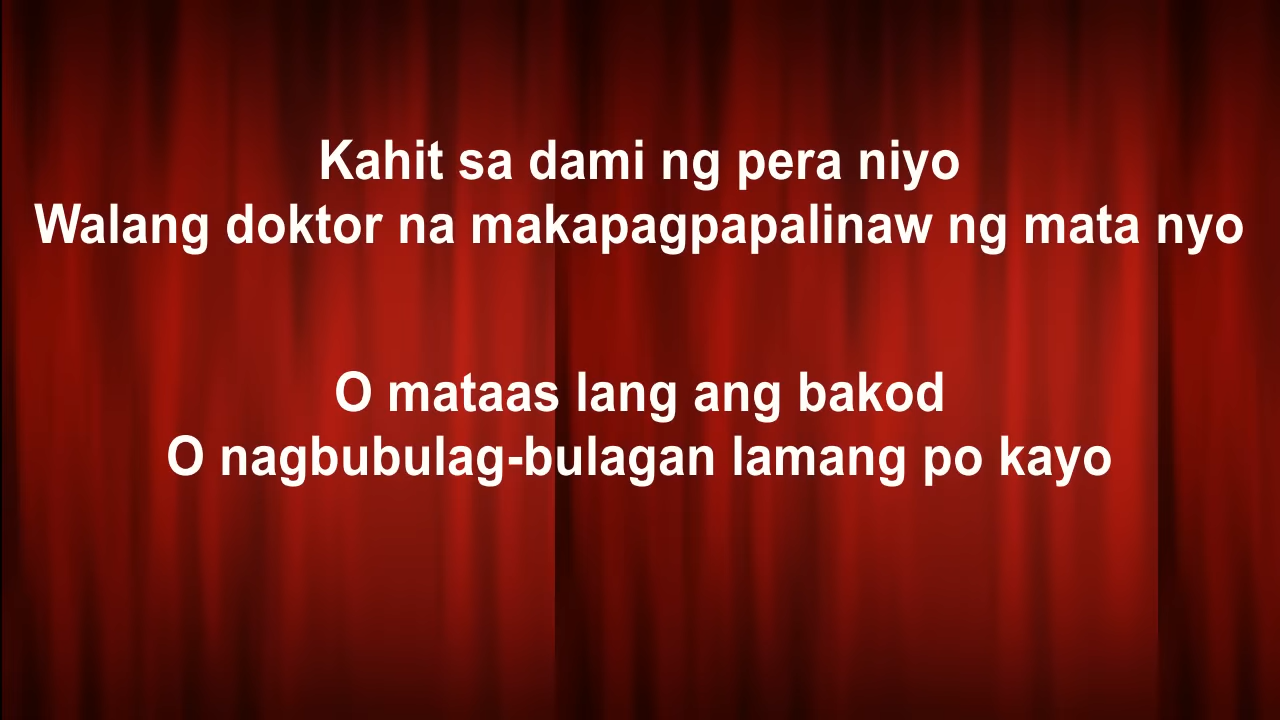 Kahit sa dami ng pera niyo
Walang doktor na makapagpapalinaw ng mata nyo
O mataas lang ang bakod
O nagbubulag-bulagan lamang po kayo